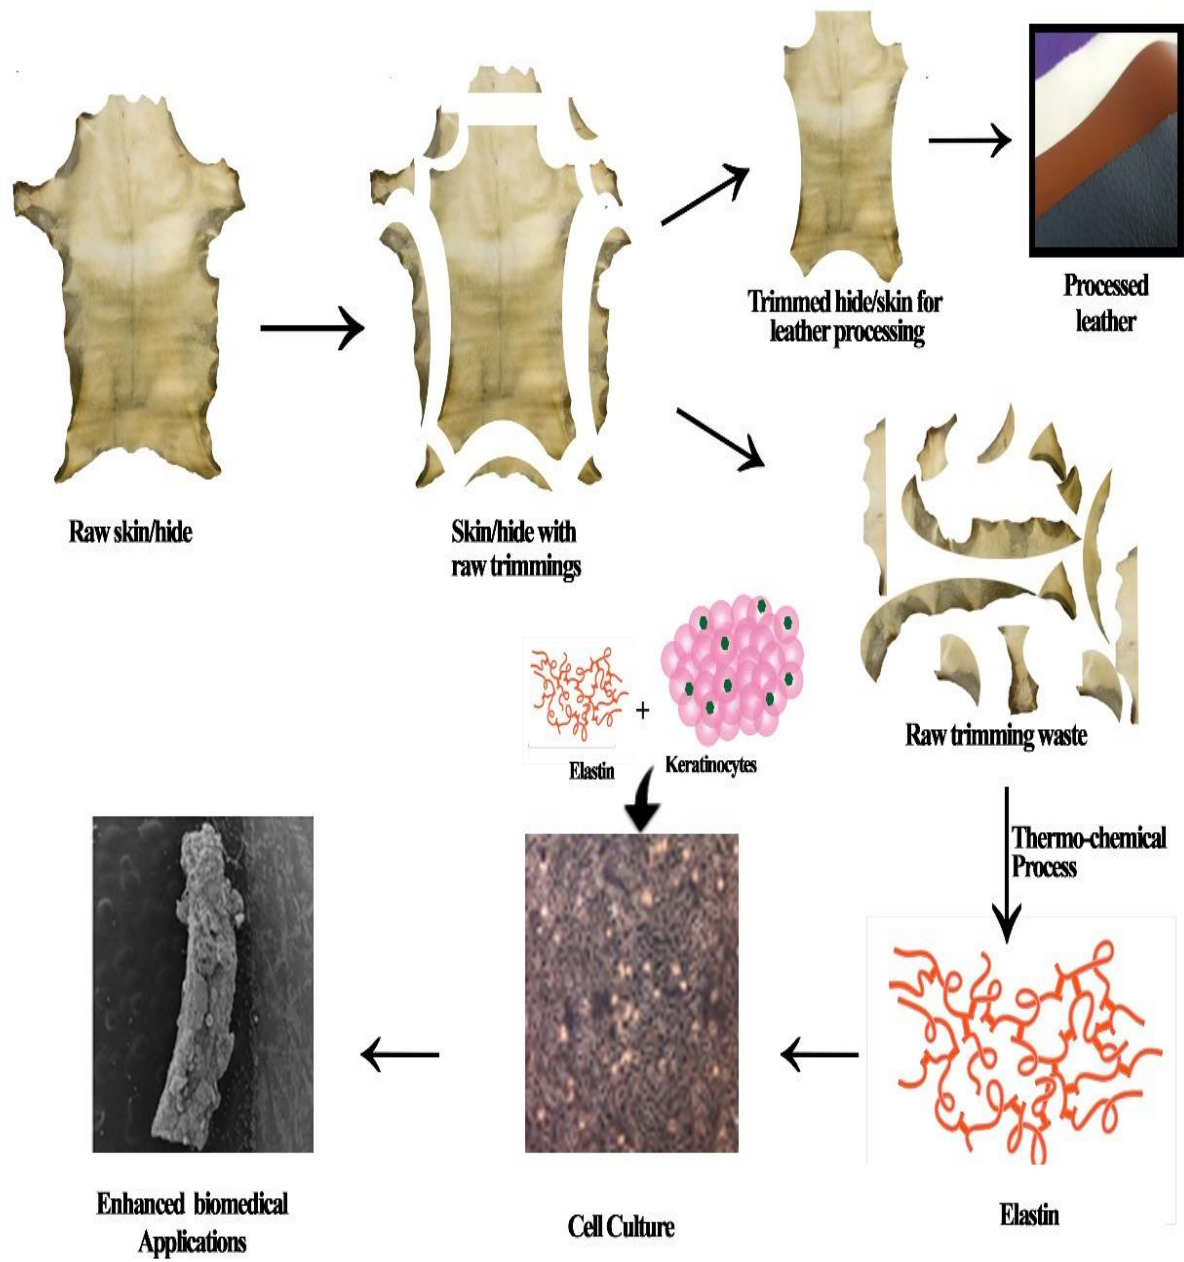 Raw skin/hide
Skin/hide with
raw trimmings
Trimmed hide/skin for
leather processing
Processed
leather
Raw trimming waste
Thermo-chemical
Process
Elastin
+
Keratinocytes
Elastin
Cell Culture
Enhanced biomedical
Applications